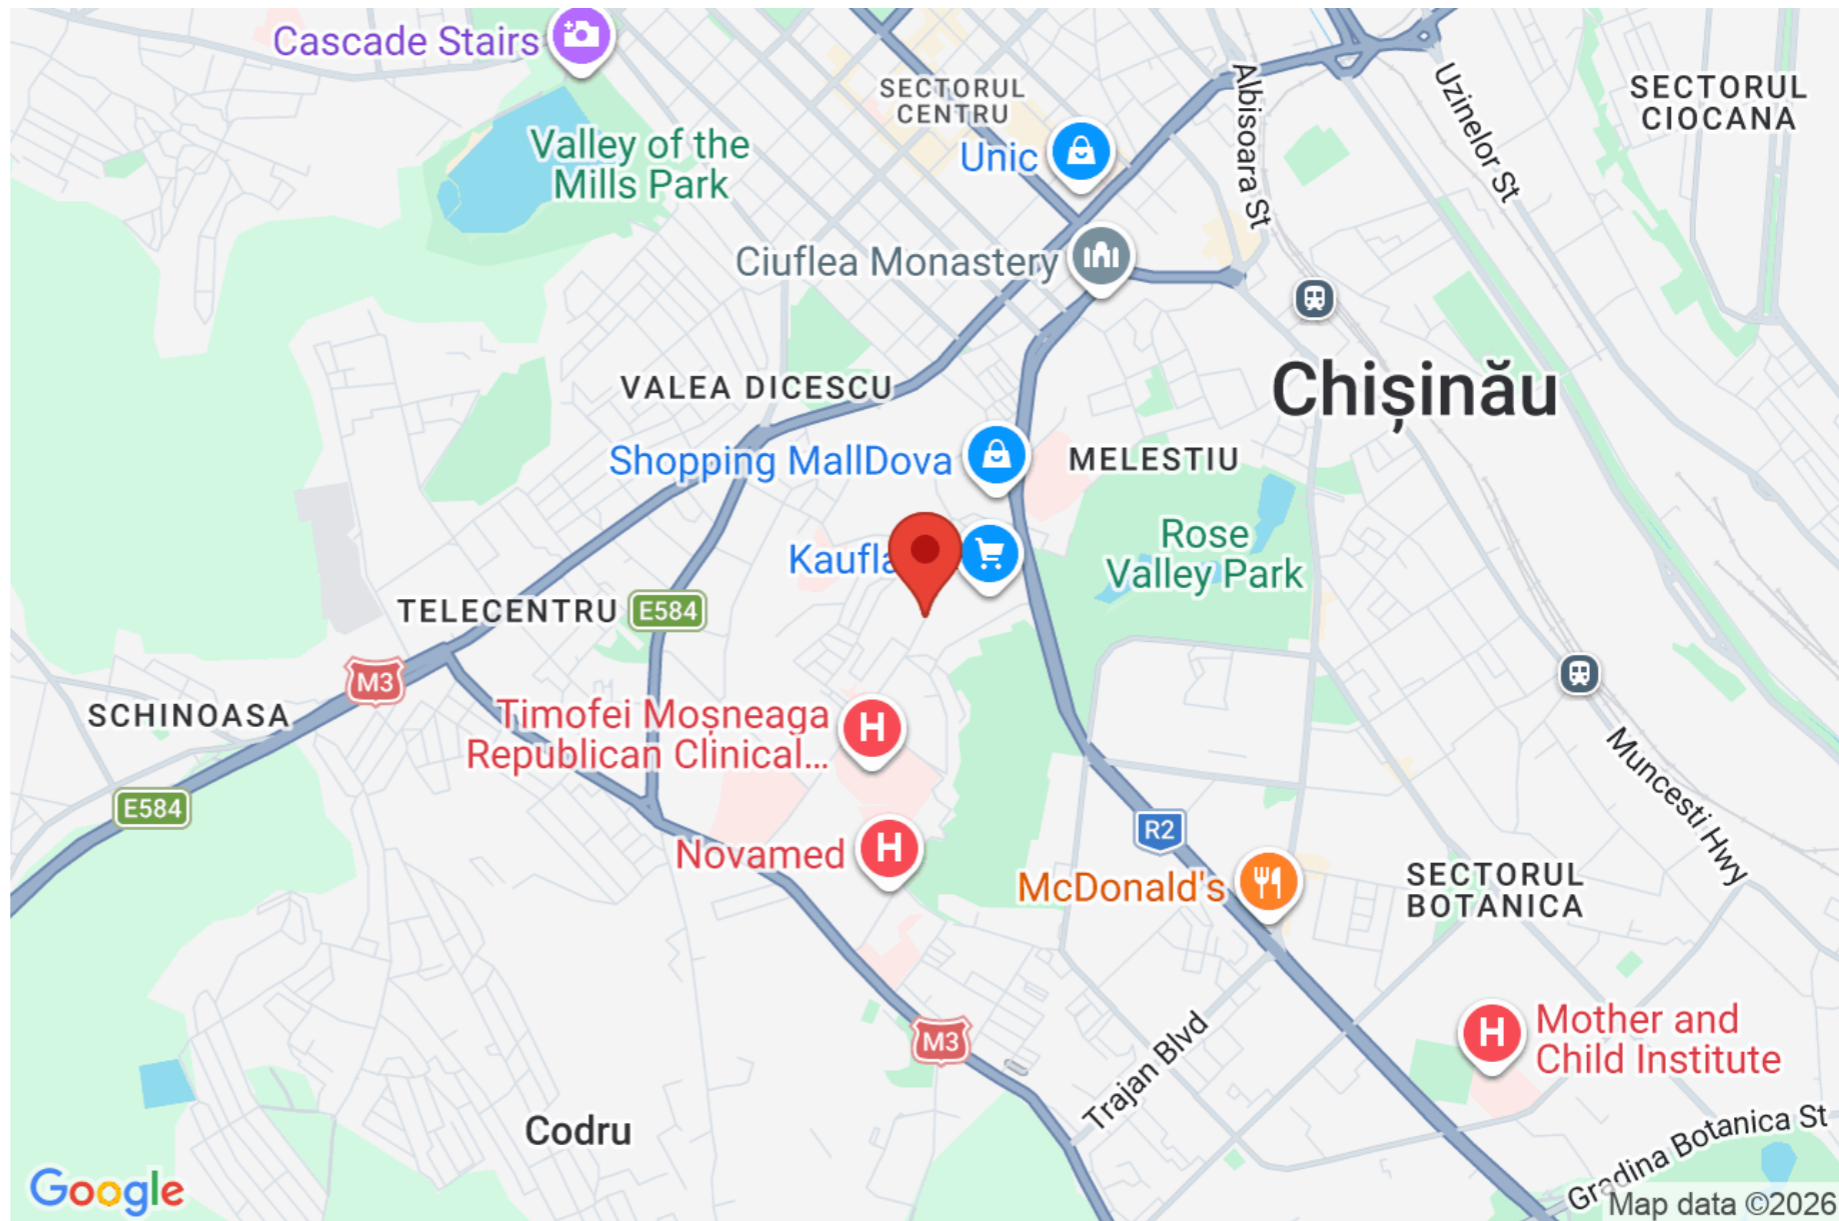 Cascade Stairs
SECTORUL
CENTRU
Albisoara St
Uzinelor St
SECTORUL
CIOCANA
Valley of the
Mills Park
Unic
Ciuflea Monastery
Chișinău
VALEA DICESCU
Shopping MallDova
MELESTIU
Rose
Valley Park
TELECENTRU
E584
M3
SCHINOASA
Timofei Moșneaga
Republican Clinical...
H
Muncesti Hwy
E584
R2
Novamed
H
McDonald's
SECTORUL
BOTANICA
M3
Trajan Blvd
H
Mother and
Child Institute
Codru
Gradina Botanica St
Google
Map data ©2026